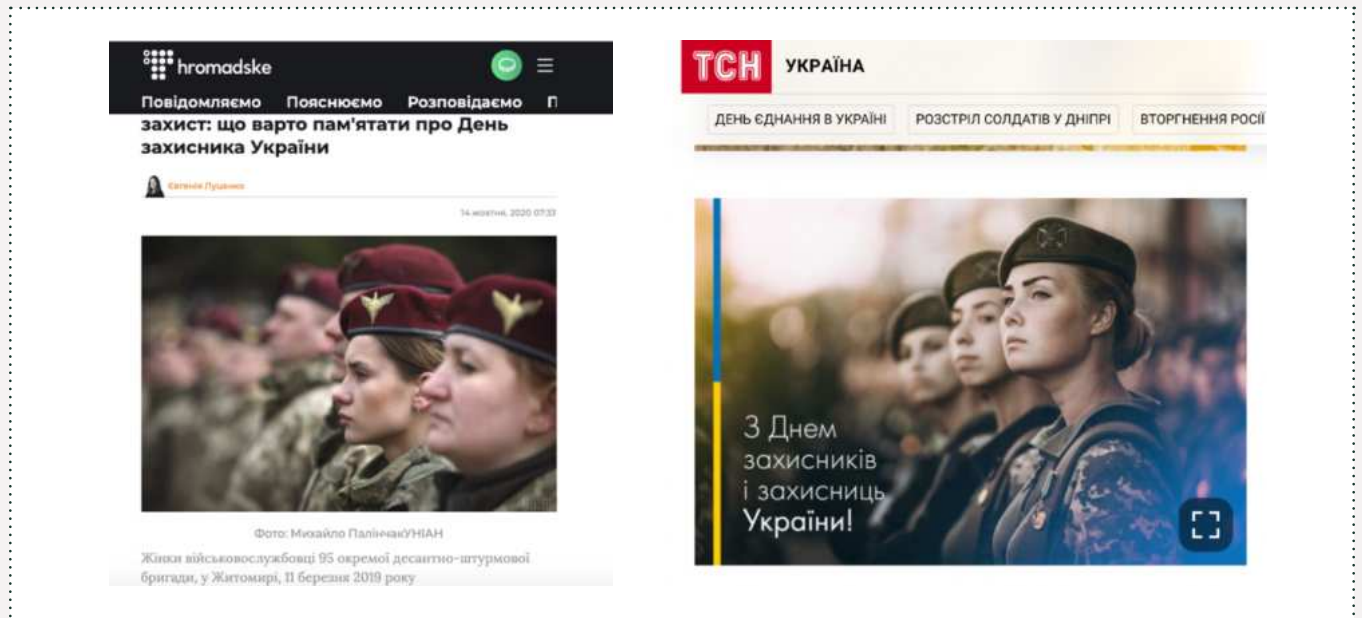 hromadske
Повідомляємо Пояснюємо Розповідаємо П
захист: що варто пам'ятати про День
захисника України
Євгенія Луценко
14 жовтня, 2020 07:33
Фото: Михайло Палінчак/УНІАН
Жінки військовослужбовці 95 окремої десантно-штурмової
бригади, у Житомирі, 11 березня 2019 року
ТСН УКРАЇНА
ДЕНЬ ЄДНАННЯ В УКРАЇНІ РОЗСТРІЛ СОЛДАТІВ У ДНІПРІ ВТОРГНЕННЯ РОСІЇ
З Днем
захисників
і захисниць
України!